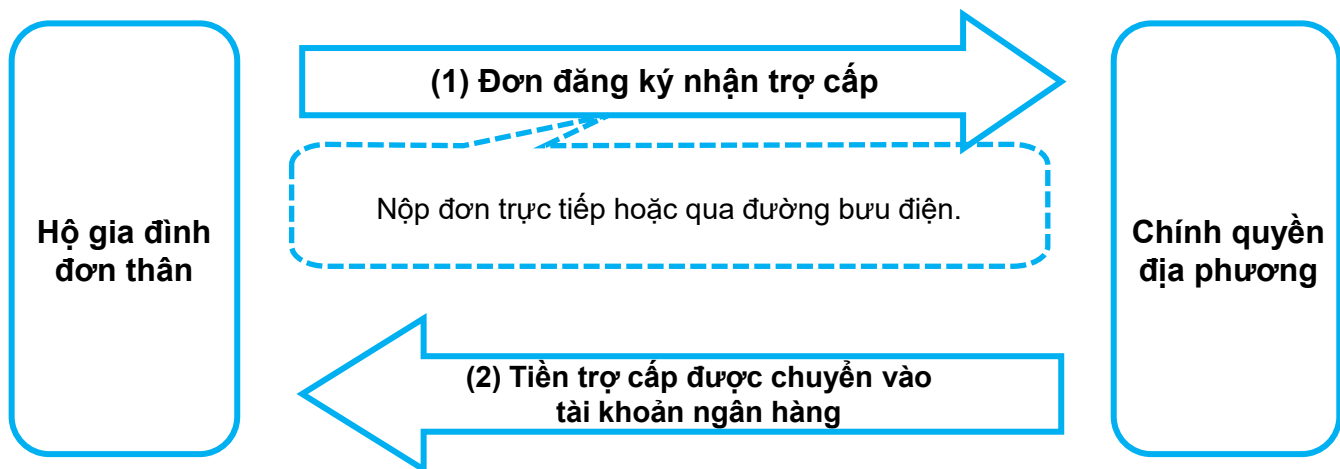 (1) Đơn đăng ký nhận trợ cấp
Nộp đơn trực tiếp hoặc qua đường bưu điện.
Hộ gia đình
đơn thân
Chính quyền
địa phương
(2) Tiền trợ cấp được chuyển vào
tài khoản ngân hàng